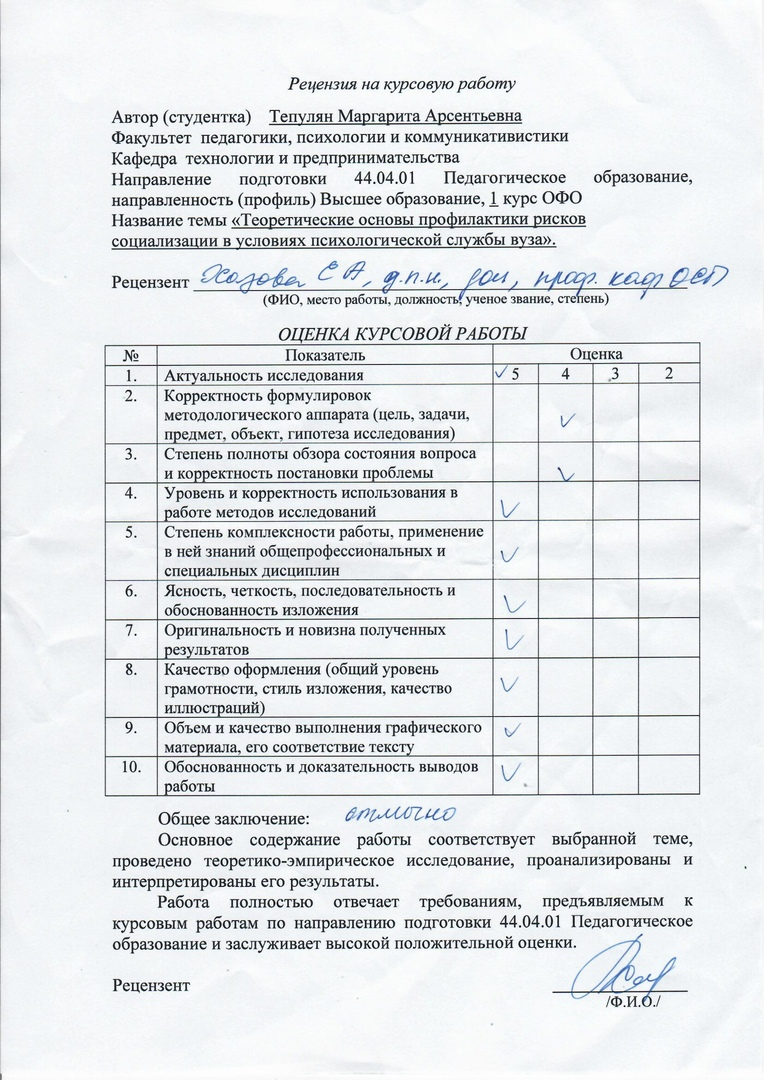 Рецензия на курсовую работу
Автор (студентка) Тепулян Маргарита Арсентьевна
Факультет педагогики, психологии и коммуникативистики
Кафедра технологии и предпринимательства
Направление подготовки 44.04.01 Педагогическое образование,
направленность (профиль) Высшее образование, 1 курс ОФО
Название темы «Теоретические основы профилактики рисков
социализации в условиях психологической службы вуза».
Рецензент Хазова С А, д.п.н, доц, проф. каф
(ФИО, место работы, должность, ученое звание, степень)
ОЦЕНКА КУРСОВОЙ РАБОТЫ
№ Показатель Оценка
1. Актуальность исследования ✓ 5 4 3 2
2. Корректность формулировок
методологического аппарата (цель, задачи, ✓
предмет, объект, гипотеза исследования)
3. Степень полноты обзора состояния вопроса
и корректность постановки проблемы ✓
4. Уровень и корректность использования в
работе методов исследований ✓
5. Степень комплексности работы, применение
в ней знаний общепрофессиональных и ✓
специальных дисциплин
6. Ясность, четкость, последовательность и
обоснованность изложения ✓
7. Оригинальность и новизна полученных
результатов ✓
8. Качество оформления (общий уровень
грамотности, стиль изложения, качество ✓
иллюстраций)
9. Объем и качество выполнения графического ✓
материала, его соответствие тексту
10. Обоснованность и доказательность выводов ✓
работы
Общее заключение: отлично
Основное содержание работы соответствует выбранной теме,
проведено теоретико-эмпирическое исследование, проанализированы и
интерпретированы его результаты.
Работа полностью отвечает требованиям, предъявляемым к
курсовым работам по направлению подготовки 44.04.01 Педагогическое
образование и заслуживает высокой положительной оценки.
Рецензент
/Ф.И.О./